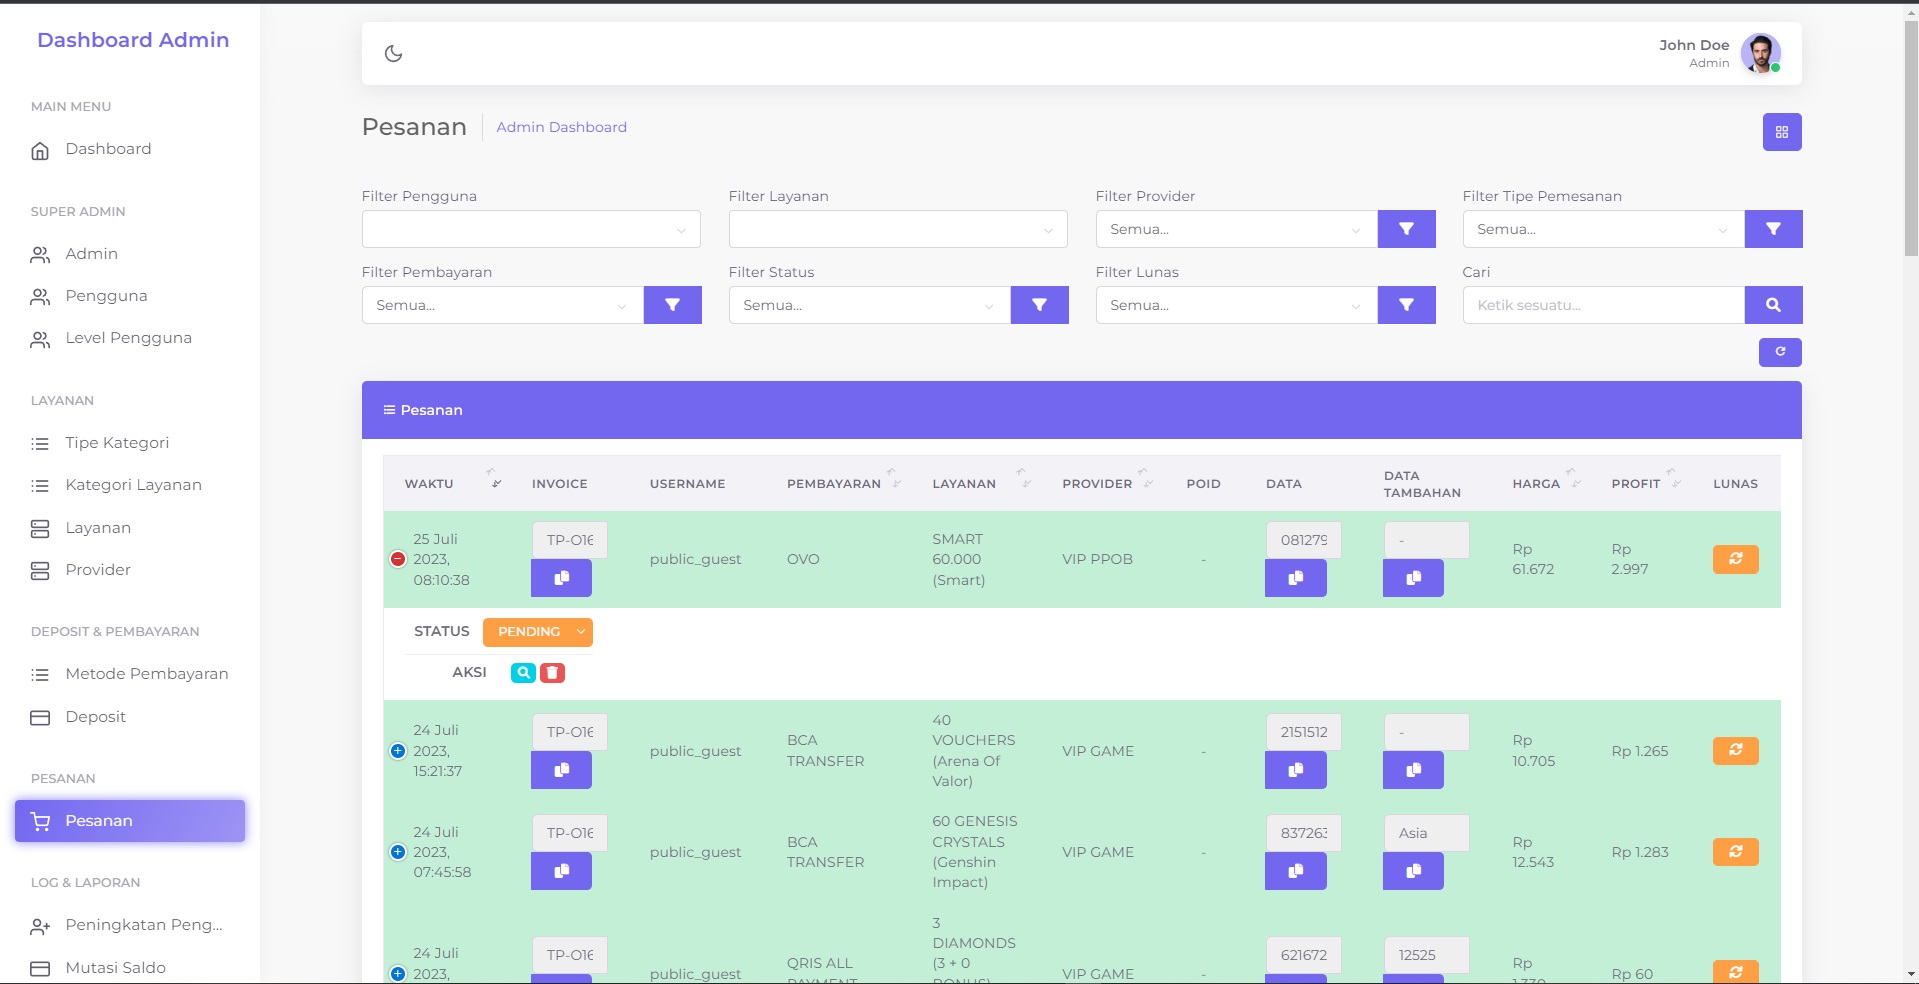 Dashboard Admin
MAIN MENU
Dashboard
SUPER ADMIN
Admin
Pengguna
Level Pengguna
LAYANAN
Tipe Kategori
Kategori Layanan
Layanan
Provider
DEPOSIT & PEMBAYARAN
Metode Pembayaran
Deposit
PESANAN
Pesanan
LOG & LAPORAN
Peningkatan Peng...
Mutasi Saldo
John Doe
Admin
Pesanan
Admin Dashboard
Filter Pengguna
Filter Layanan
Filter Provider
Semua...
Filter Tipe Pemesanan
Semua...
Filter Pembayaran
Semua...
Filter Status
Semua...
Filter Lunas
Semua...
Cari
Ketik sesuatu...
Pesanan
WAKTU INVOICE USERNAME PEMBAYARAN LAYANAN PROVIDER POID DATA DATA TAMBAHAN HARGA PROFIT LUNAS
25 Juli 2023, 08:10:38 TP-O16 public_guest OVO SMART 60.000 (Smart) VIP PPOB - 081279 - Rp 61.672 Rp 2.997
STATUS PENDING
AKSI
24 Juli 2023, 15:21:37 TP-O16 public_guest BCA TRANSFER 40 VOUCHERS (Arena Of Valor) VIP GAME - 2151512 - Rp 10.705 Rp 1.265
24 Juli 2023, 07:45:58 TP-O16 public_guest BCA TRANSFER 60 GENESIS CRYSTALS (Genshin Impact) VIP GAME - 837263 Asia Rp 12.543 Rp 1.283
24 Juli 2023, TP-O16 public_guest QRIS ALL PAYMENT 3 DIAMONDS (3 + 0 BONUS) VIP GAME - 621672 12525 Rp Rp 60